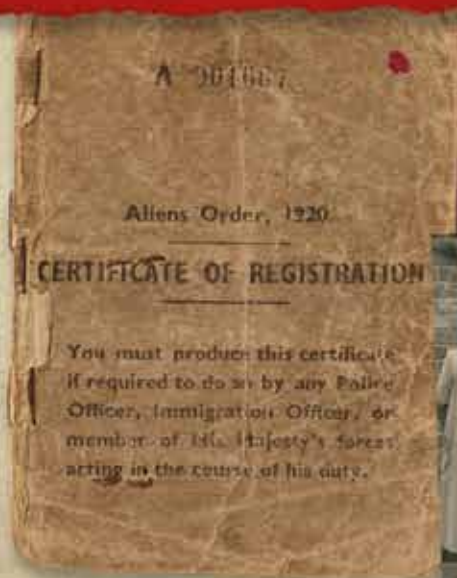 Aliens Order, 1920
CERTIFICATE OF REGISTRATION
You must produce this certificate
if required to do so by any Police
Officer, Immigration Officer, or
member of His Majesty's forces
acting in the course of his duty.